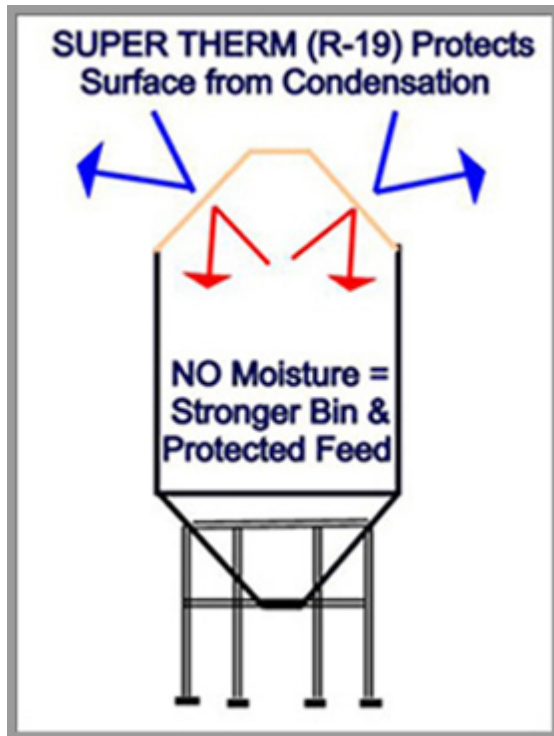 SUPER THERM (R-19) Protects
Surface from Condensation
NO Moisture =
Stronger Bin &
Protected Feed